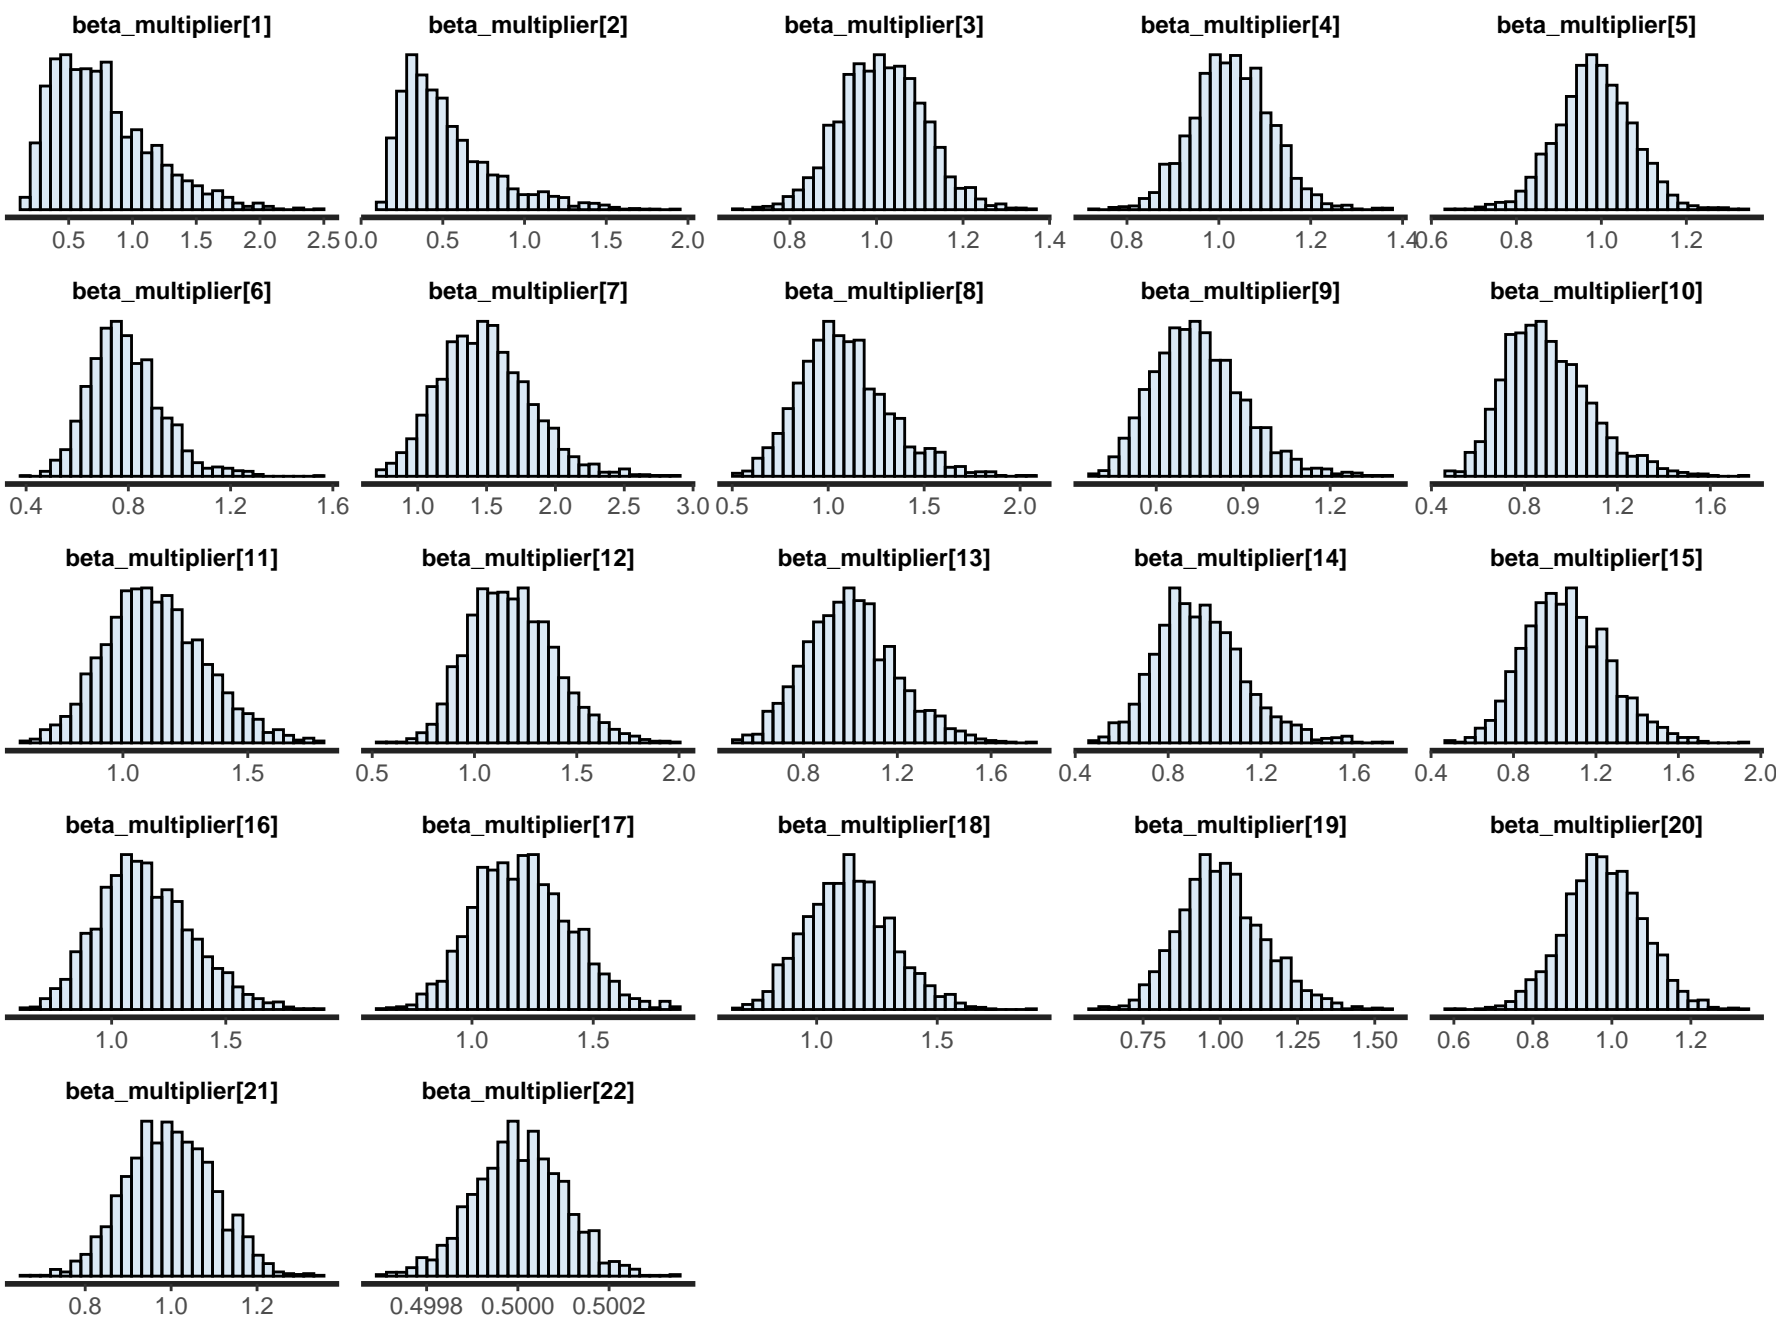 beta_multiplier[1] beta_multiplier[2] beta_multiplier[3] beta_multiplier[4] beta_multiplier[5]
0.5 1.0 1.5 2.0 2.5 0.0 0.5 1.0 1.5 2.0 0.8 1.0 1.2 1.4 0.8 1.0 1.2 1.4 0.6 0.8 1.0 1.2
beta_multiplier[6] beta_multiplier[7] beta_multiplier[8] beta_multiplier[9] beta_multiplier[10]
0.4 0.8 1.2 1.6 1.0 1.5 2.0 2.5 3.0 0.5 1.0 1.5 2.0 0.6 0.9 1.2 0.4 0.8 1.2 1.6
beta_multiplier[11] beta_multiplier[12] beta_multiplier[13] beta_multiplier[14] beta_multiplier[15]
1.0 1.5 0.5 1.0 1.5 2.0 0.8 1.2 1.6 0.4 0.8 1.2 1.6 0.4 0.8 1.2 1.6 2.0
beta_multiplier[16] beta_multiplier[17] beta_multiplier[18] beta_multiplier[19] beta_multiplier[20]
1.0 1.5 1.0 1.5 1.0 1.5 0.75 1.00 1.25 1.50 0.6 0.8 1.0 1.2
beta_multiplier[21] beta_multiplier[22]
0.8 1.0 1.2 0.4998 0.5000 0.5002